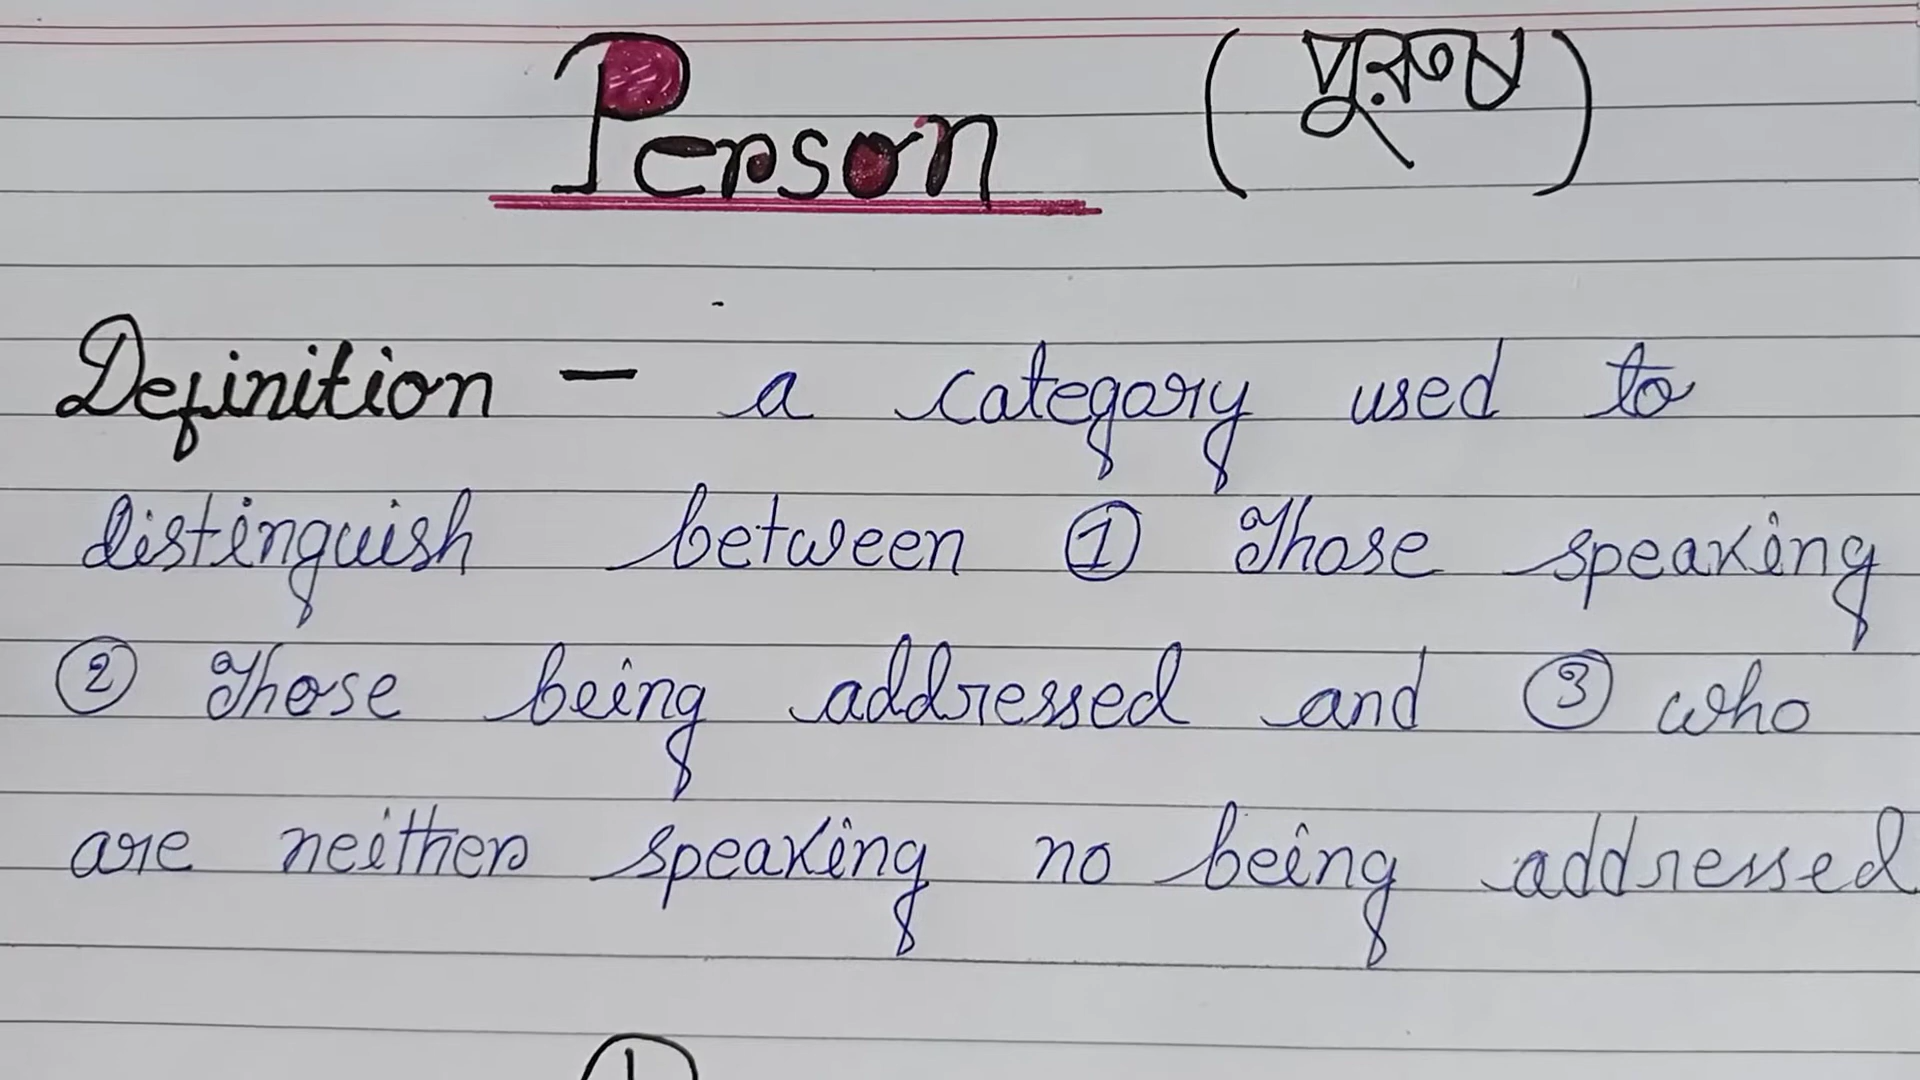 Person (পুরুষ)
Definition — a category used to
distinguish between ① Those speaking
② Those being addressed and ③ who
are neither speaking no being addressed